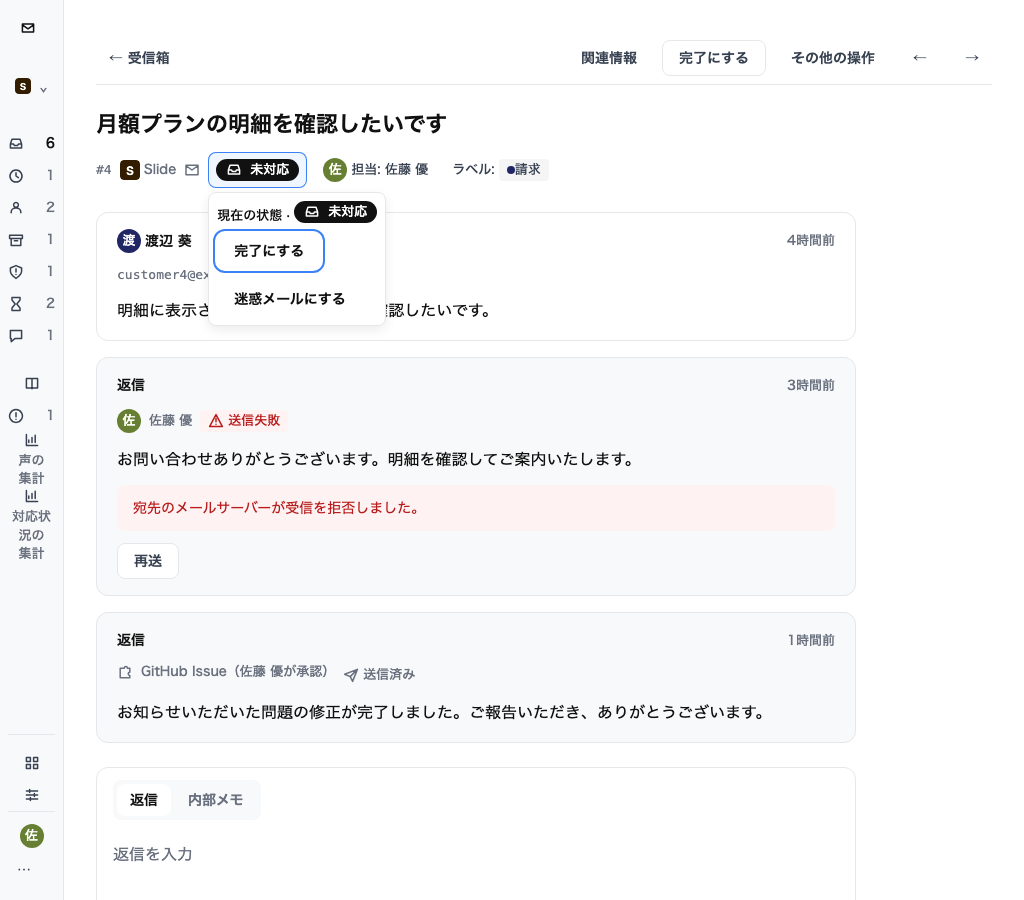 ← 受信箱
関連情報
完了にする
その他の操作
←
→
S
6
1
2
1
1
2
1
1
声の
集計
対応状
況の
集計
佐
…
月額プランの明細を確認したいです
#4 S Slide 未対応 佐 担当: 佐藤 優 ラベル: 請求
現在の状態 · 未対応
完了にする
迷惑メールにする
渡 渡辺 葵
4時間前
customer4@ex
明細に表示さ
確認したいです。
返信
3時間前
佐 佐藤 優 送信失敗
お問い合わせありがとうございます。明細を確認してご案内いたします。
宛先のメールサーバーが受信を拒否しました。
再送
返信
1時間前
GitHub Issue（佐藤 優が承認） 送信済み
お知らせいただいた問題の修正が完了しました。ご報告いただき、ありがとうございます。
返信 内部メモ
返信を入力